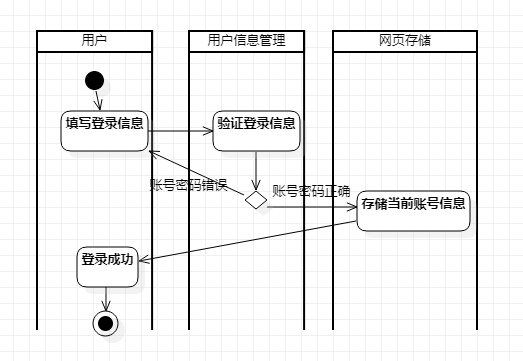 用户
用户信息管理
网页存储
填写登录信息
验证登录信息
账号密码错误
账号密码正确
存储当前账号信息
登录成功